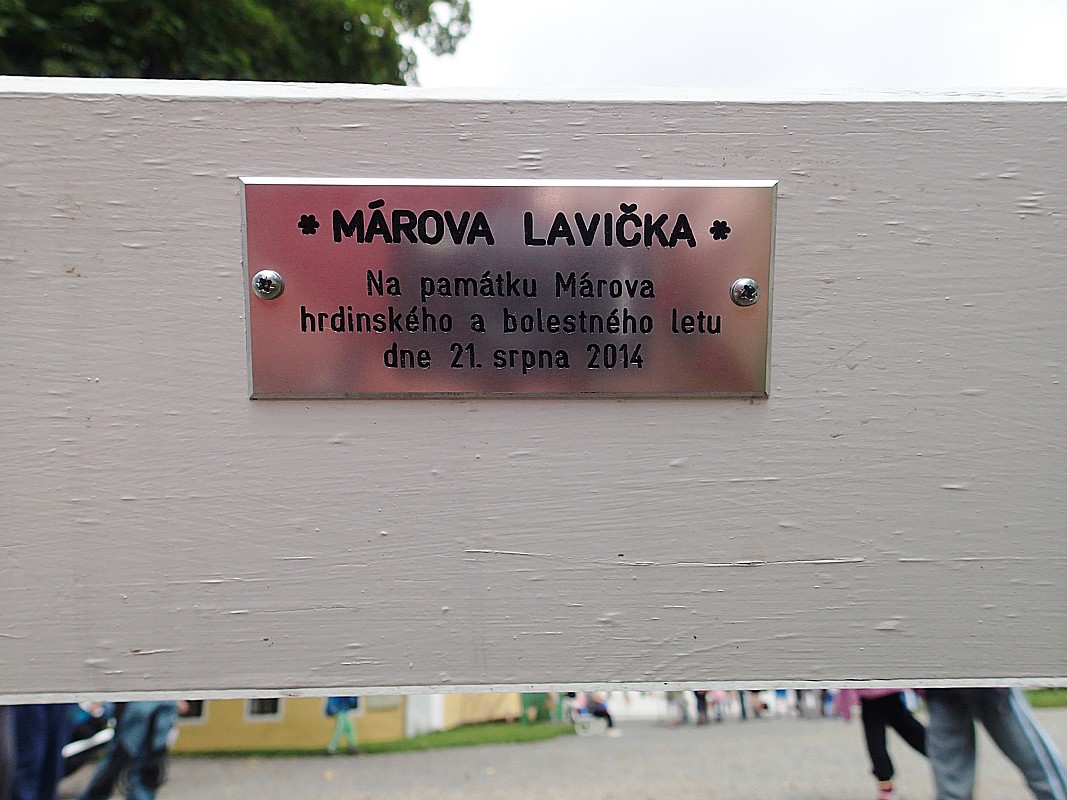 * MÁROVA LAVIČKA *
Na památku Márova
hrdinského a bolestného letu
dne 21. srpna 2014